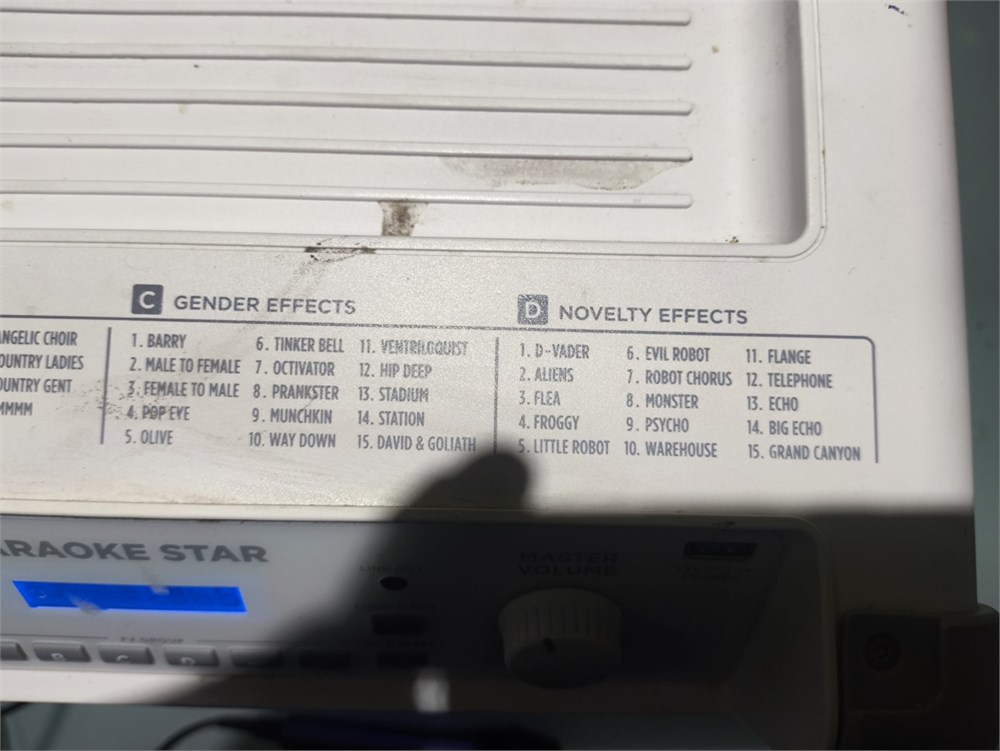 C GENDER EFFECTS
D NOVELTY EFFECTS
ANGELIC CHOIR
COUNTRY LADIES
COUNTRY GENT
MMMM
1. BARRY
2. MALE TO FEMALE
3. FEMALE TO MALE
4. POP EYE
5. OLIVE
6. TINKER BELL
7. OCTIVATOR
8. PRANKSTER
9. MUNCHKIN
10. WAY DOWN
11. VENTRILOQUIST
12. HIP DEEP
13. STADIUM
14. STATION
15. DAVID & GOLIATH
1. D-VADER
2. ALIENS
3. FLEA
4. FROGGY
5. LITTLE ROBOT
6. EVIL ROBOT
7. ROBOT CHORUS
8. MONSTER
9. PSYCHO
10. WAREHOUSE
11. FLANGE
12. TELEPHONE
13. ECHO
14. BIG ECHO
15. GRAND CANYON
ARAOKE STAR
MASTER
VOLUME
LINE OUT
B C D